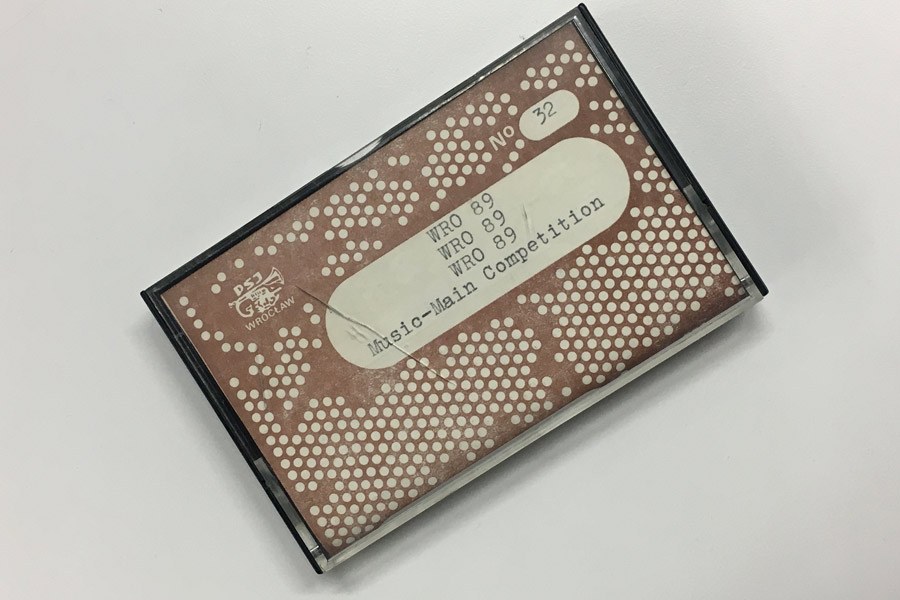 No 32
WRO 89
WRO 89
WRO 89
Music-Main Competition
DSJ
WROCŁAW